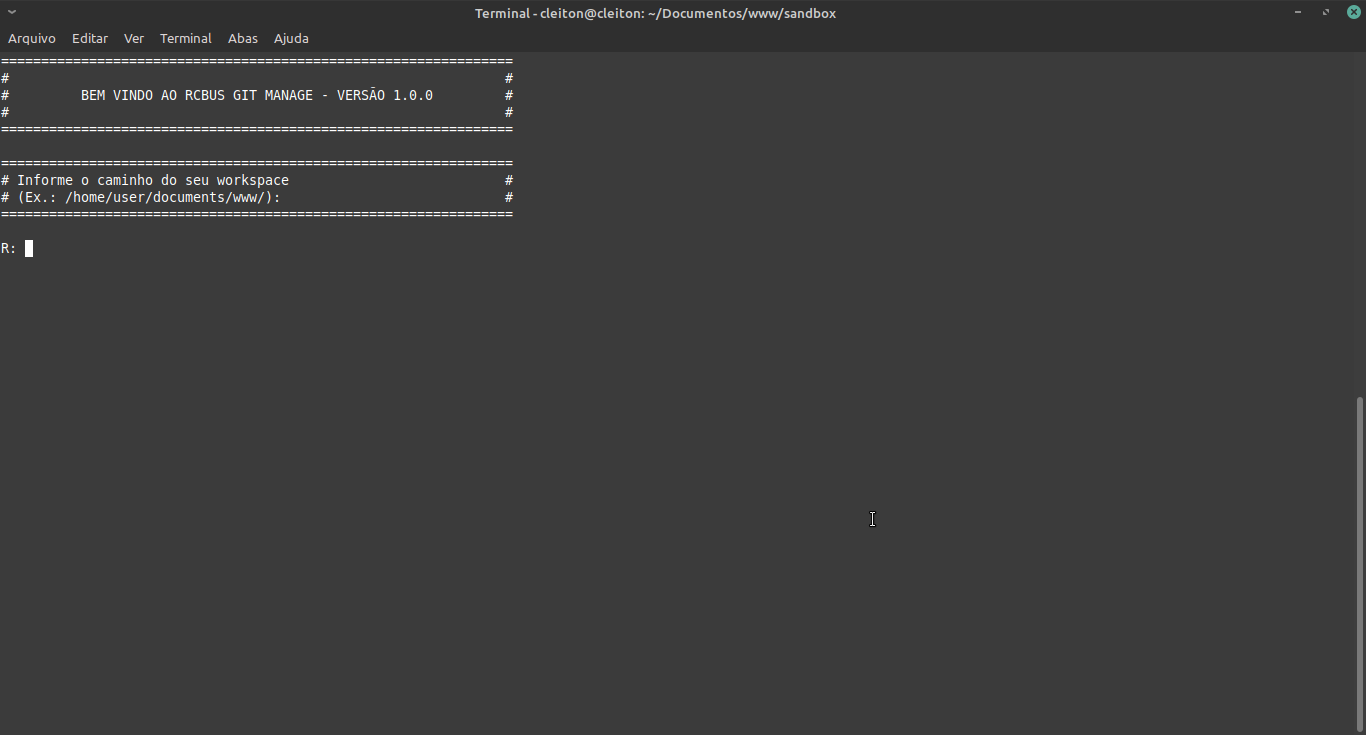 Terminal - cleiton@cleiton: ~/Documentos/www/sandbox
Arquivo Editar Ver Terminal Abas Ajuda
================================================================
#                                                              #
#         BEM VINDO AO RCBUS GIT MANAGE - VERSÃO 1.0.0         #
#                                                              #
================================================================
================================================================
# Informe o caminho do seu workspace                           #
# (Ex.: /home/user/documents/www/):                            #
================================================================
R: